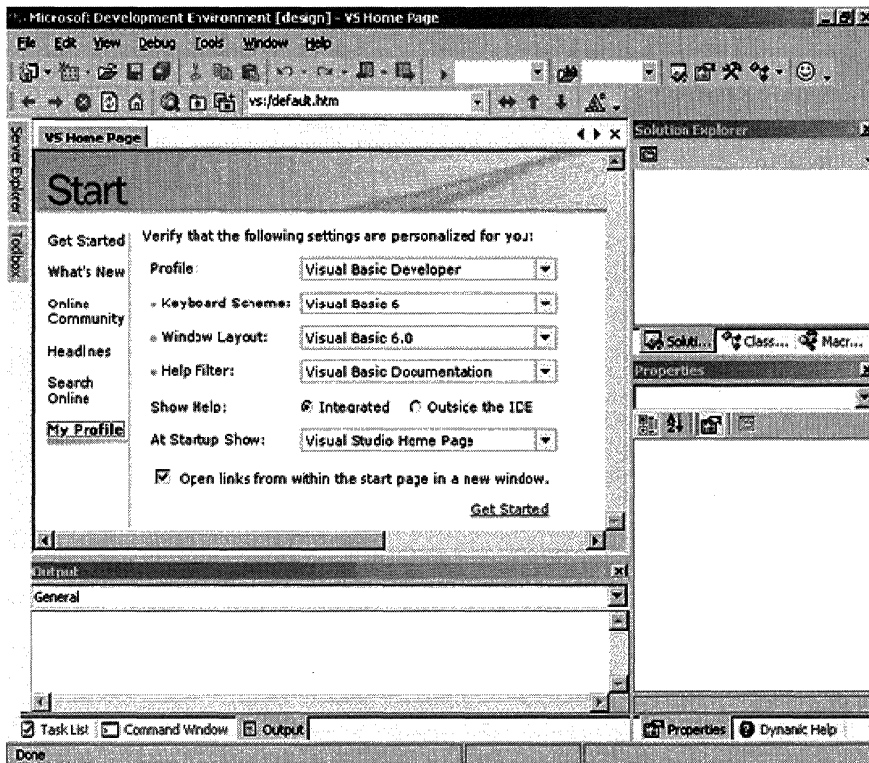 Microsoft Development Environment [design] - VS Home Page
File Edit View Debug Tools Window Help
vs:/default.htm
Server Explorer
Toolbox
VS Home Page
Start
Get Started
What's New
Online
Community
Headlines
Search
Online
My Profile
Verify that the following settings are personalized for you:
Profile: Visual Basic Developer
Keyboard Scheme: Visual Basic 6
Window Layout: Visual Basic 6.0
Help Filter: Visual Basic Documentation
Show Help: Integrated Outside the IDE
At Startup Show: Visual Studio Home Page
Open links from within the start page in a new window.
Get Started
Solution Explorer
Soluti... Class... Macr...
Properties
Output
General
Task List Command Window Output
Properties Dynamic Help
Done